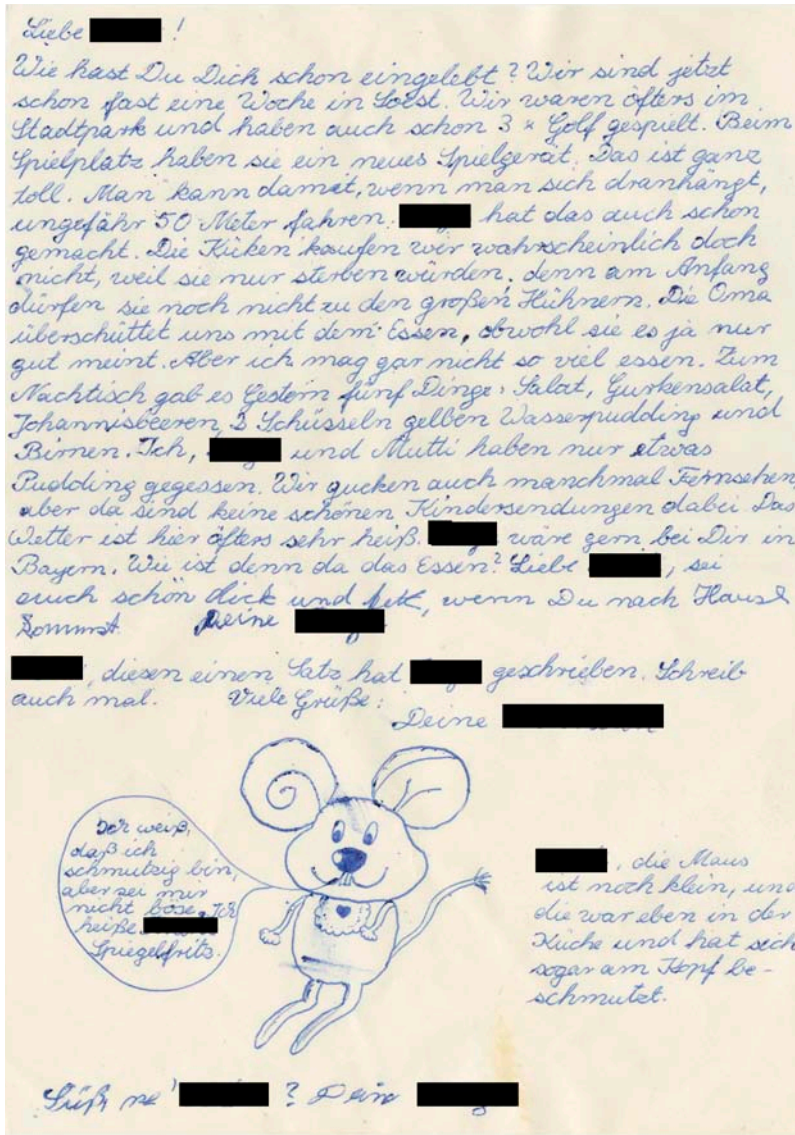 Liebe !
Wie hast Du Dich schon eingelebt? Wir sind jetzt
schon fast eine Woche in Soest. Wir waren öfters im
Stadtpark und haben auch schon 3 x Golf gespielt. Beim
Spielplatz haben sie ein neues Spielgerät. Das ist ganz
toll. Man kann damit, wenn man sich dranhängt,
ungefähr 50 Meter fahren. hat das auch schon
gemacht. Die Kücken kaufen wir wahrscheinlich doch
nicht, weil sie nur sterben würden, denn am Anfang
dürfen sie noch nicht zu den großen Hühnern. Die Oma
überschüttet uns mit dem Essen, obwohl sie es ja nur
gut meint. Aber ich mag gar nicht so viel essen. Zum
Nachtisch gab es Gestern fünf Dinge: Salat, Gurkensalat,
Johannisbeeren, 3 Schüsseln gelben Wasserpudding und
Birnen. Ich, und Mutti haben nur etwas
Pudding gegessen. Wir gucken auch manchmal Fernsehen,
aber da sind keine schönen Kindersendungen dabei. Das
Wetter ist hier öfters sehr heiß. wäre gern bei Dir in
Bayern. Wie ist denn da das Essen? Liebe , sei
auch schön dick und fett, wenn Du nach Hause
kommst. Deine
, diesen einen Satz hat geschrieben. Schreib
auch mal. Viele Grüße:
Deine
Ich weiß,
daß ich
schmutzig bin,
aber sei mir
nicht böse. Ich
heiße
Spiegelfritz.
, die Maus
ist noch klein, und
die war eben in der
Küche und hat sich
sogar am Kopf be-
schmutzt.
Süß ne' ? Dein